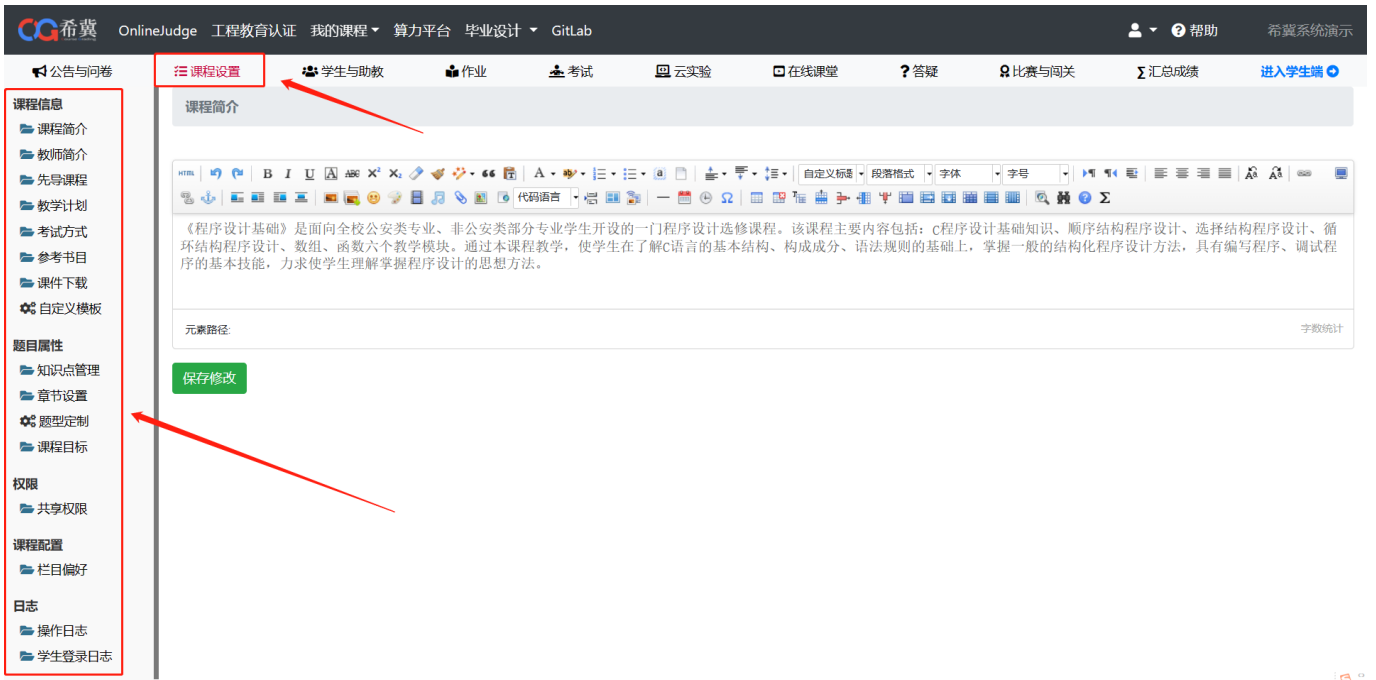 CG希冀 OnlineJudge 工程教育认证 我的课程 算力平台 毕业设计 GitLab 帮助 希冀系统演示
公告与问卷 课程设置 学生与助教 作业 考试 云实验 在线课堂 ?答疑 比赛与闯关 Σ汇总成绩 进入学生端
课程信息
课程简介
教师简介
先导课程
教学计划
考试方式
参考书目
课件下载
自定义模板
题目属性
知识点管理
章节设置
题型定制
课程目标
权限
共享权限
课程配置
栏目偏好
日志
操作日志
学生登录日志
课程简介
HTML B I U A ABC X² X₂ A 自定义标题 段落格式 字体 字号
代码语言 Ω Σ
《程序设计基础》是面向全校公安类专业、非公安类部分专业学生开设的一门程序设计选修课程。该课程主要内容包括：C程序设计基础知识、顺序结构程序设计、选择结构程序设计、循
环结构程序设计、数组、函数六个教学模块。通过本课程教学，使学生在了解C语言的基本结构、构成成分、语法规则的基础上，掌握一般的结构化程序设计方法，具有编写程序、调试程
序的基本技能，力求使学生理解掌握程序设计的思想方法。
元素路径: 字数统计
保存修改